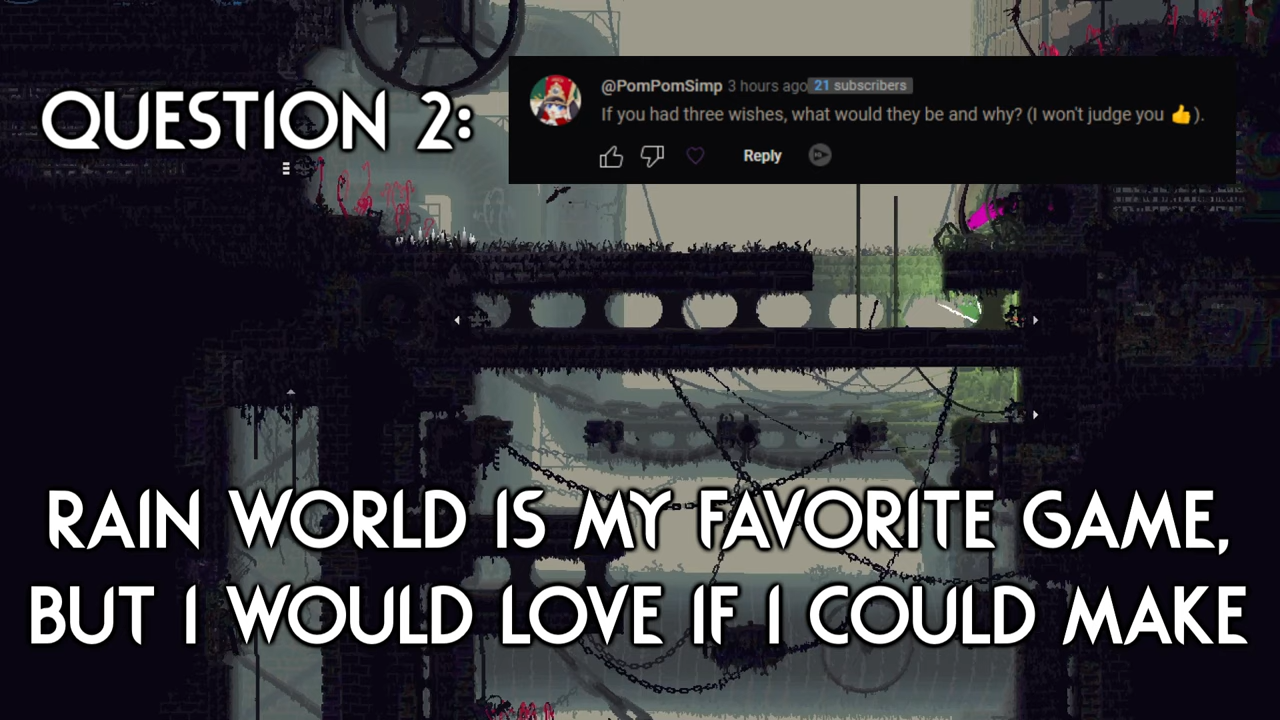 QUESTION 2:
@PomPomSimp 3 hours ago 21 subscribers
If you had three wishes, what would they be and why? (I won't judge you 👍).
Reply
RAIN WORLD IS MY FAVORITE GAME,
BUT I WOULD LOVE IF I COULD MAKE